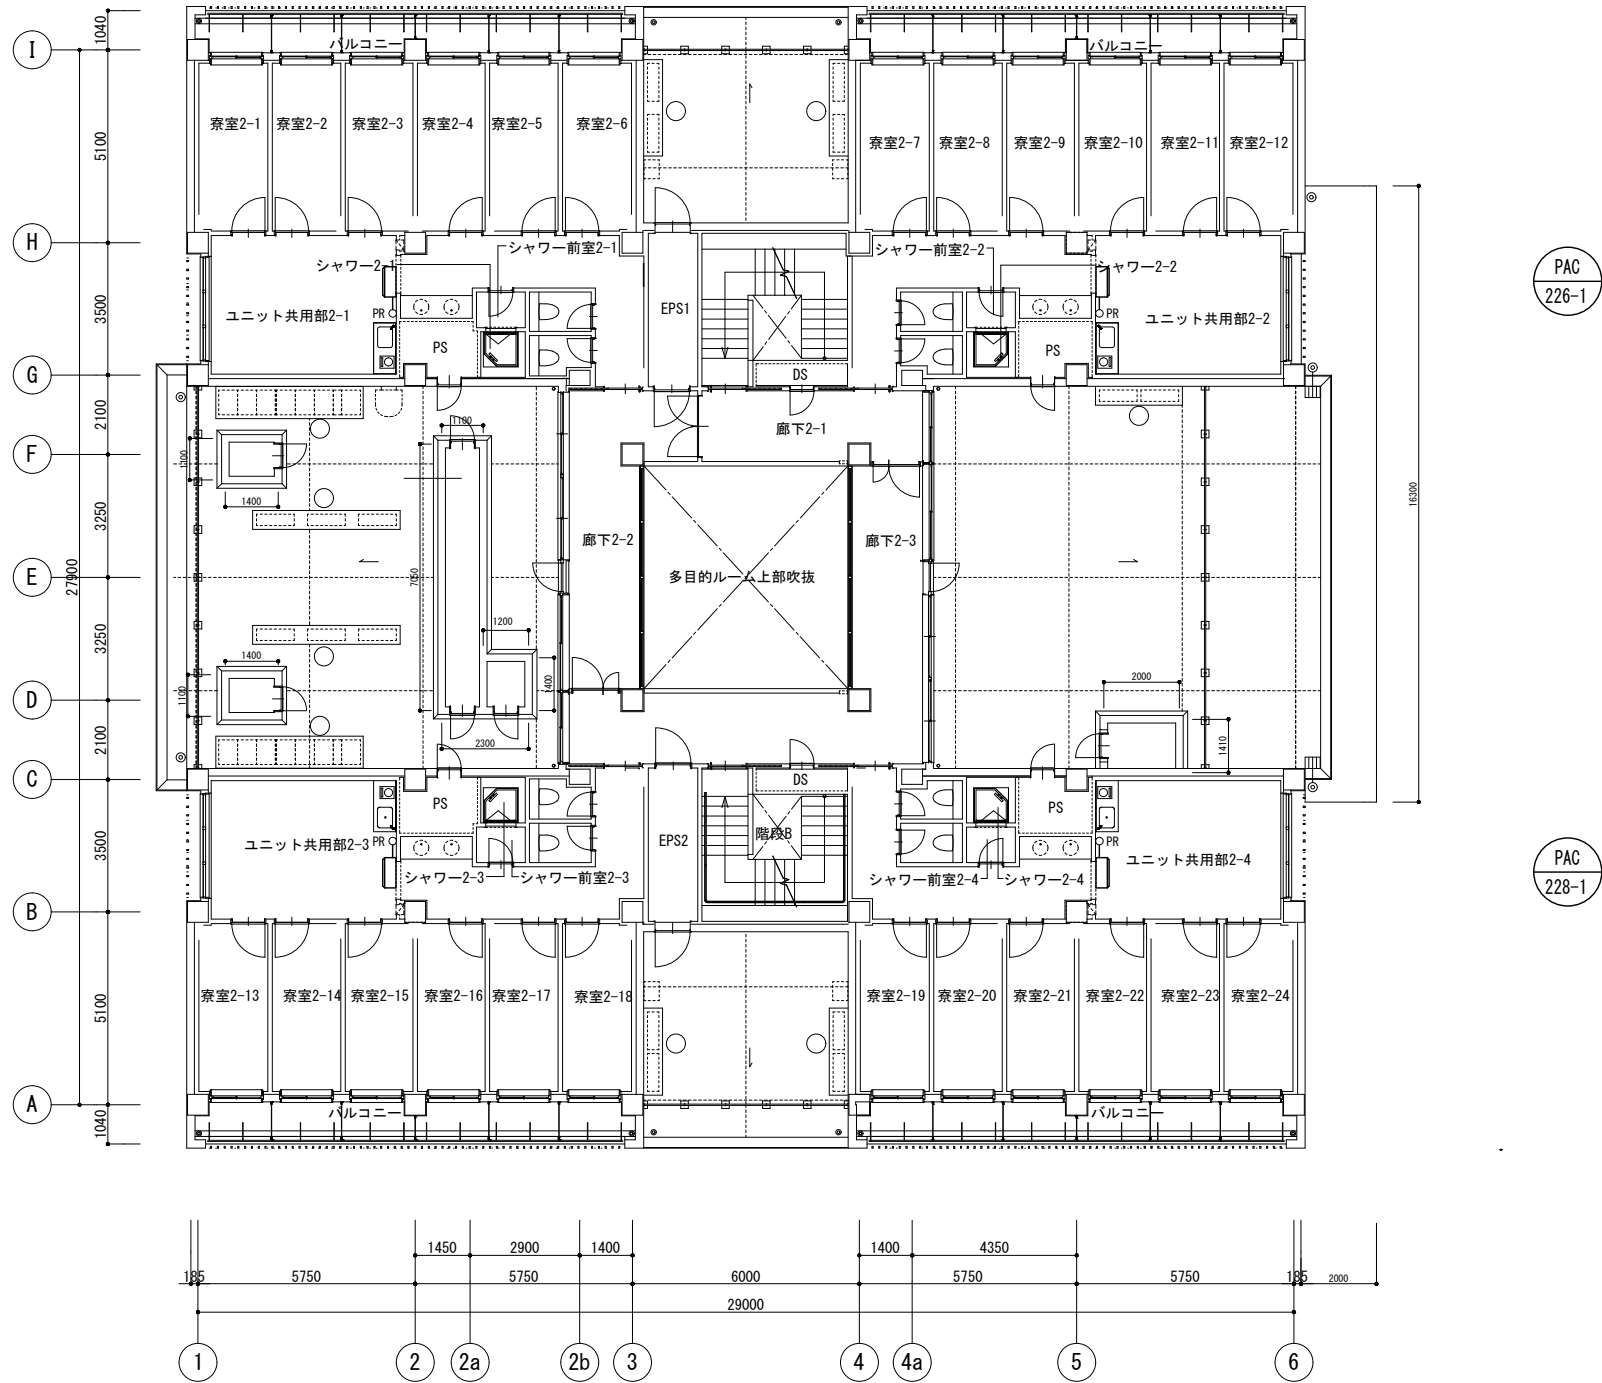 1040
I
バルコニー
バルコニー
5100
寮室2-1
寮室2-2
寮室2-3
寮室2-4
寮室2-5
寮室2-6
寮室2-7
寮室2-8
寮室2-9
寮室2-10
寮室2-11
寮室2-12
H
シャワー前室2-1
シャワー前室2-2
シャワー2-1
シャワー2-2
PAC
226-1
3500
ユニット共用部2-1
PR
EPS1
PR
ユニット共用部2-2
PS
PS
G
DS
2100
1100
廊下2-1
F
1300
1400
3250
16300
廊下2-2
廊下2-3
E
27900
7050
多目的ルーム上部吹抜
3250
1200
1400
1400
2000
D
1100
2100
2300
1410
C
DS
PS
PS
3500
ユニット共用部2-3
PR
EPS2
階段B
PR
ユニット共用部2-4
PAC
228-1
シャワー2-3
シャワー前室2-3
シャワー前室2-4
シャワー2-4
B
5100
寮室2-13
寮室2-14
寮室2-15
寮室2-16
寮室2-17
寮室2-18
寮室2-19
寮室2-20
寮室2-21
寮室2-22
寮室2-23
寮室2-24
A
1040
バルコニー
バルコニー
1450
2900
1400
1400
4350
185
5750
5750
6000
5750
5750
185
2000
29000
1
2
2a
2b
3
4
4a
5
6